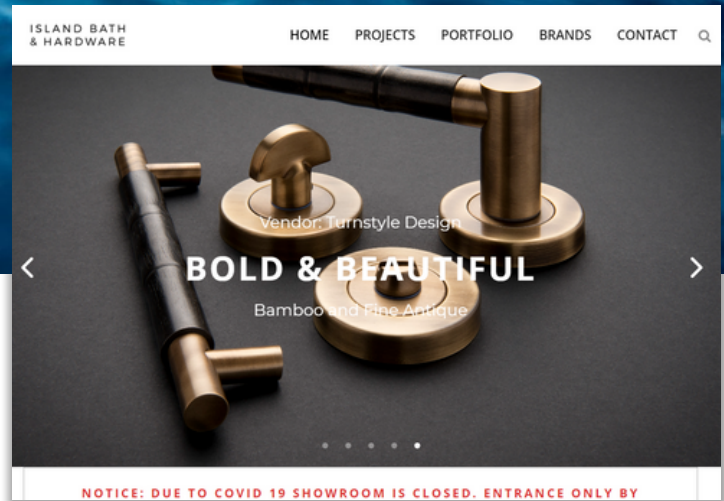 ISLAND BATH
& HARDWARE
HOME PROJECTS PORTFOLIO BRANDS CONTACT
Vendor: Turnstyle Design
BOLD & BEAUTIFUL
Bamboo and Fine Antique
NOTICE: DUE TO COVID 19 SHOWROOM IS CLOSED. ENTRANCE ONLY BY